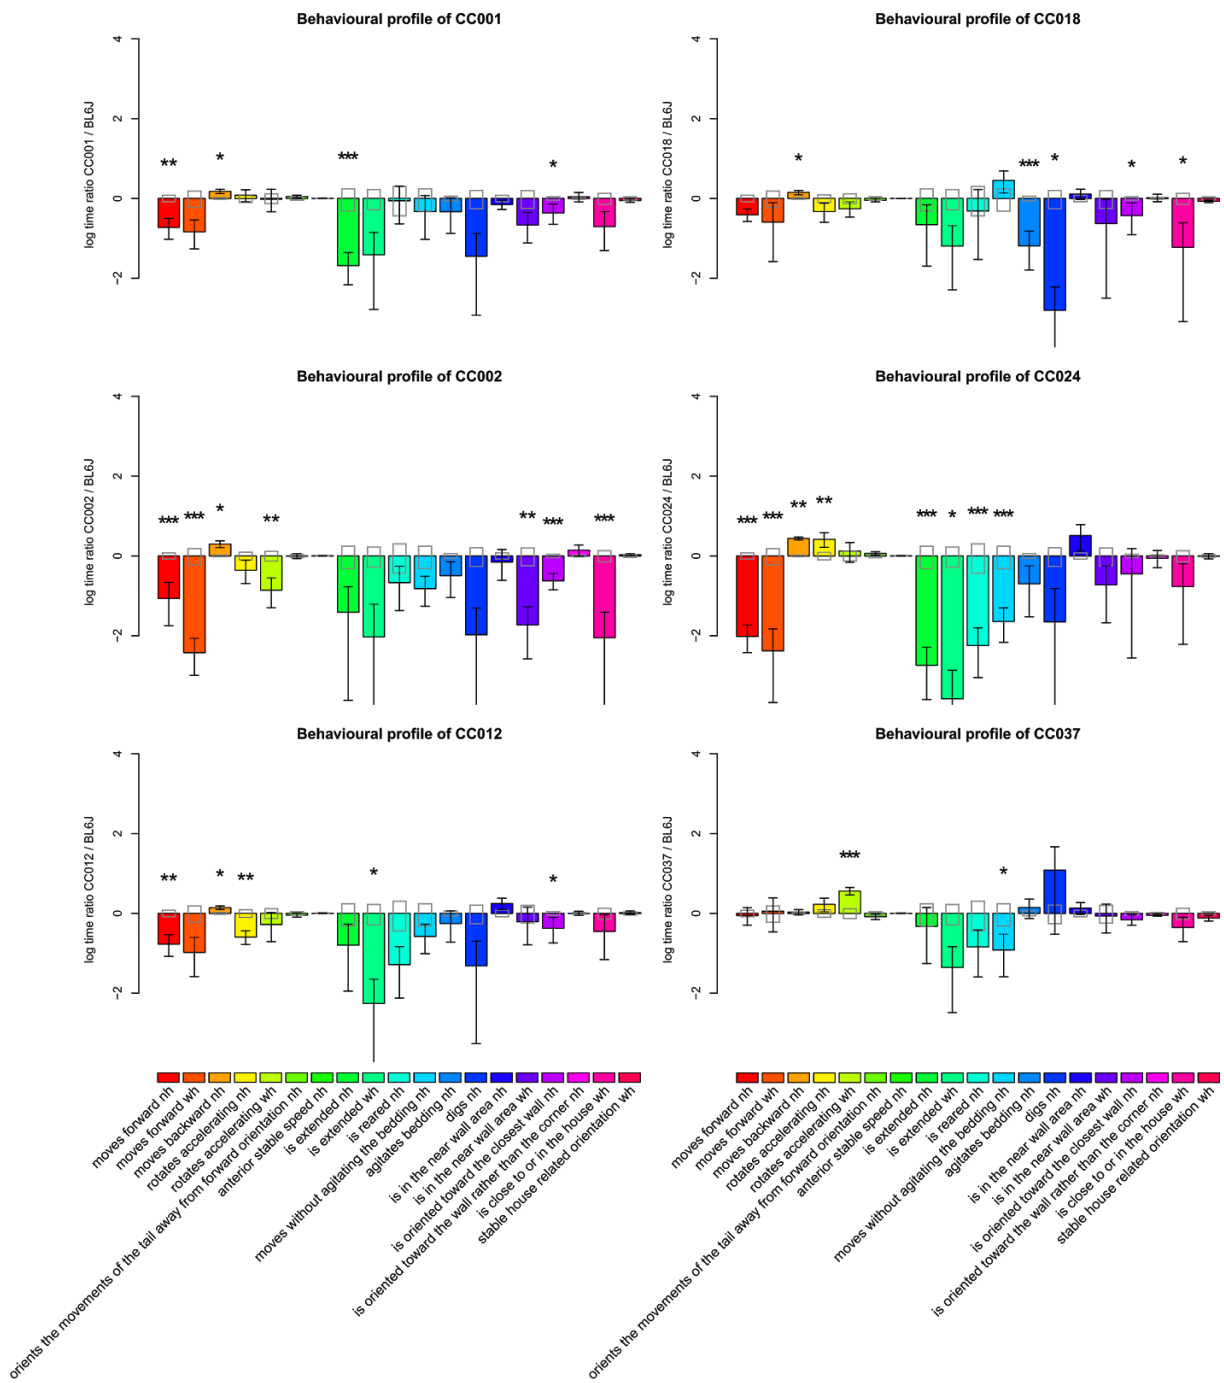 Behavioural profile of CC001
4
2
0
−2
log time ratio CC001 / BL6J
** * *** *
Behavioural profile of CC018
4
2
0
−2
log time ratio CC018 / BL6J
* *** * * *
Behavioural profile of CC002
4
2
0
−2
log time ratio CC002 / BL6J
*** *** * ** ** *** ***
Behavioural profile of CC024
4
2
0
−2
log time ratio CC024 / BL6J
*** *** ** ** *** * *** ***
Behavioural profile of CC012
4
2
0
−2
log time ratio CC012 / BL6J
** * ** * *
Behavioural profile of CC037
4
2
0
−2
log time ratio CC037 / BL6J
*** *
moves forward nh
moves forward wh
moves backward nh
rotates accelerating nh
rotates accelerating wh
orients the movements of the tail away from forward orientation nh
anterior stable speed nh
is extended nh
is extended wh
is reared nh
moves without agitating the bedding nh
agitates bedding nh
digs nh
is in the near wall area nh
is in the near wall area wh
is oriented toward the closest wall nh
is oriented toward the wall rather than the corner nh
is close to or in the house wh
stable house related orientation wh
moves forward nh
moves forward wh
moves backward nh
rotates accelerating nh
rotates accelerating wh
orients the movements of the tail away from forward orientation nh
anterior stable speed nh
is extended nh
is extended wh
is reared nh
moves without agitating the bedding nh
agitates bedding nh
digs nh
is in the near wall area nh
is in the near wall area wh
is oriented toward the closest wall nh
is oriented toward the wall rather than the corner nh
is close to or in the house wh
stable house related orientation wh